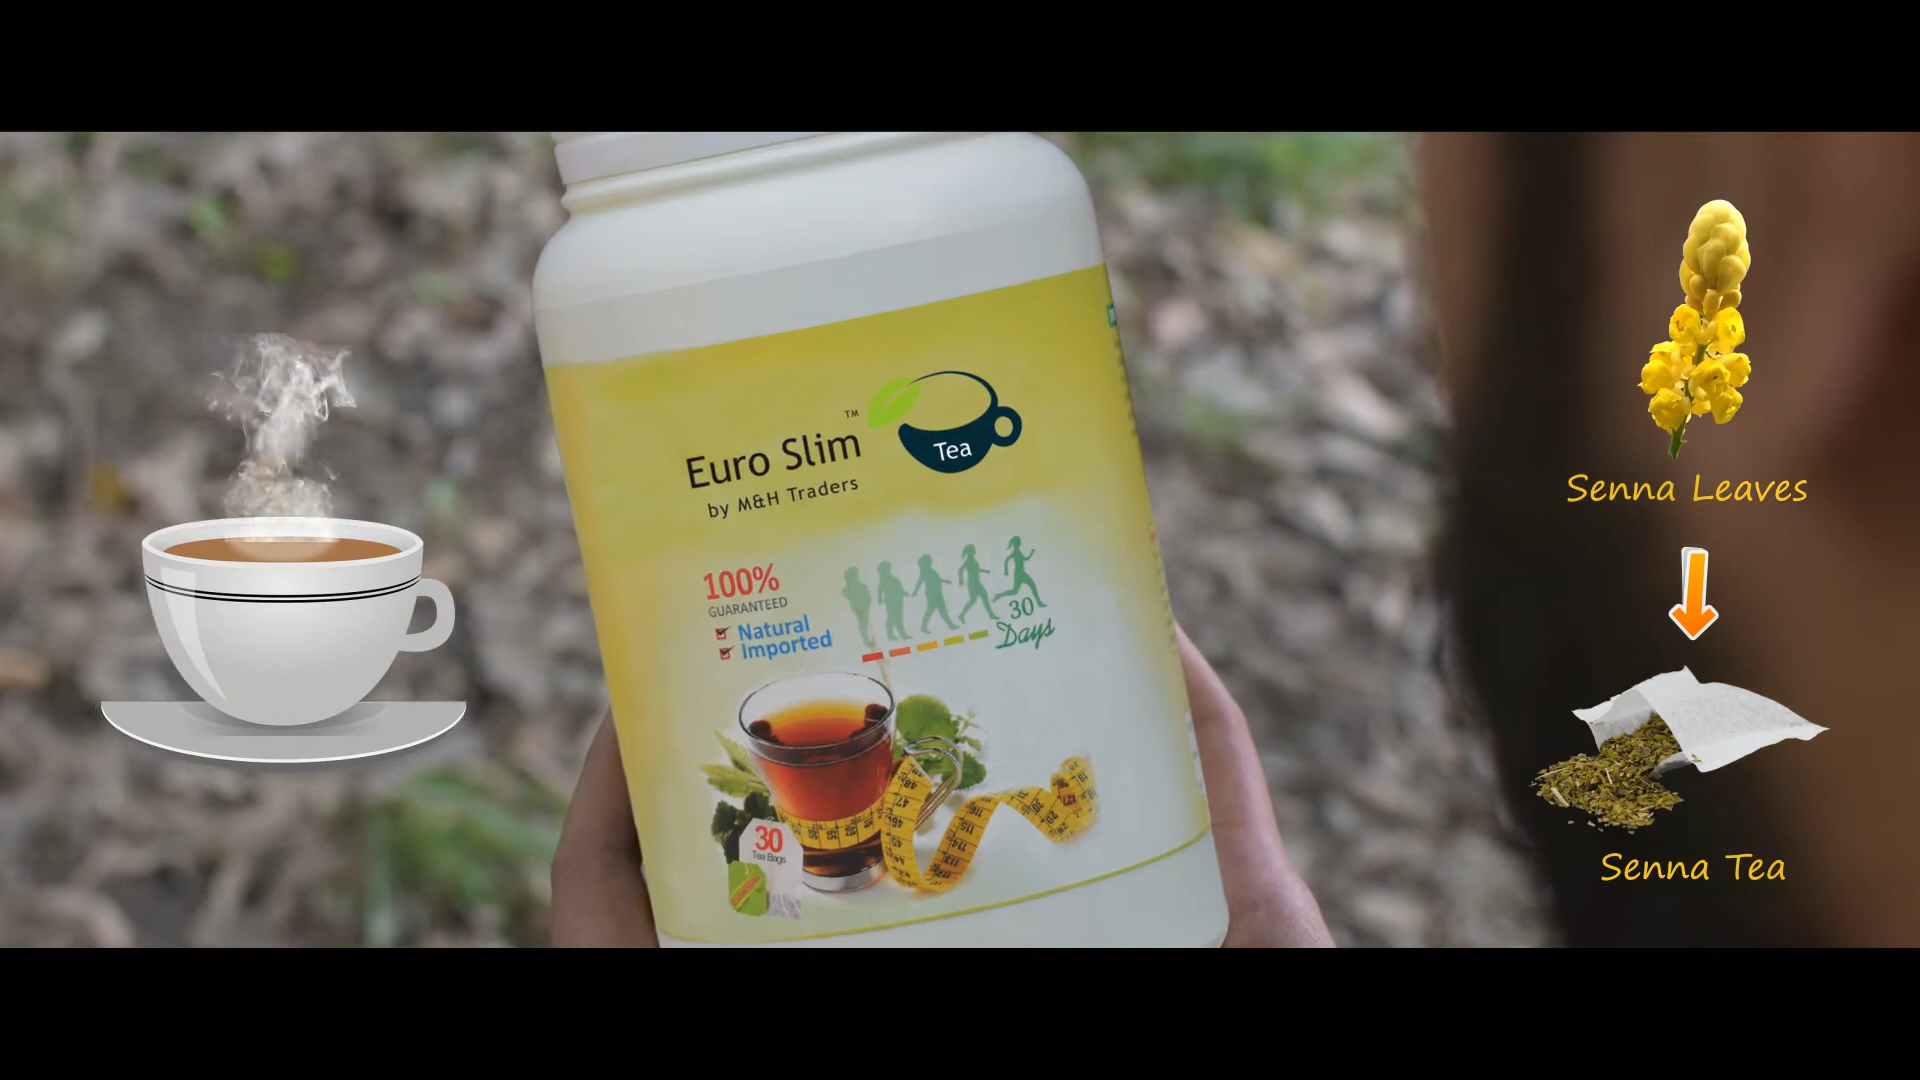 TM
Euro Slim
Tea
by M&H Traders
100%
GUARANTEED
Natural
Imported
30
Days
30
Tea Bags
Senna Leaves
Senna Tea